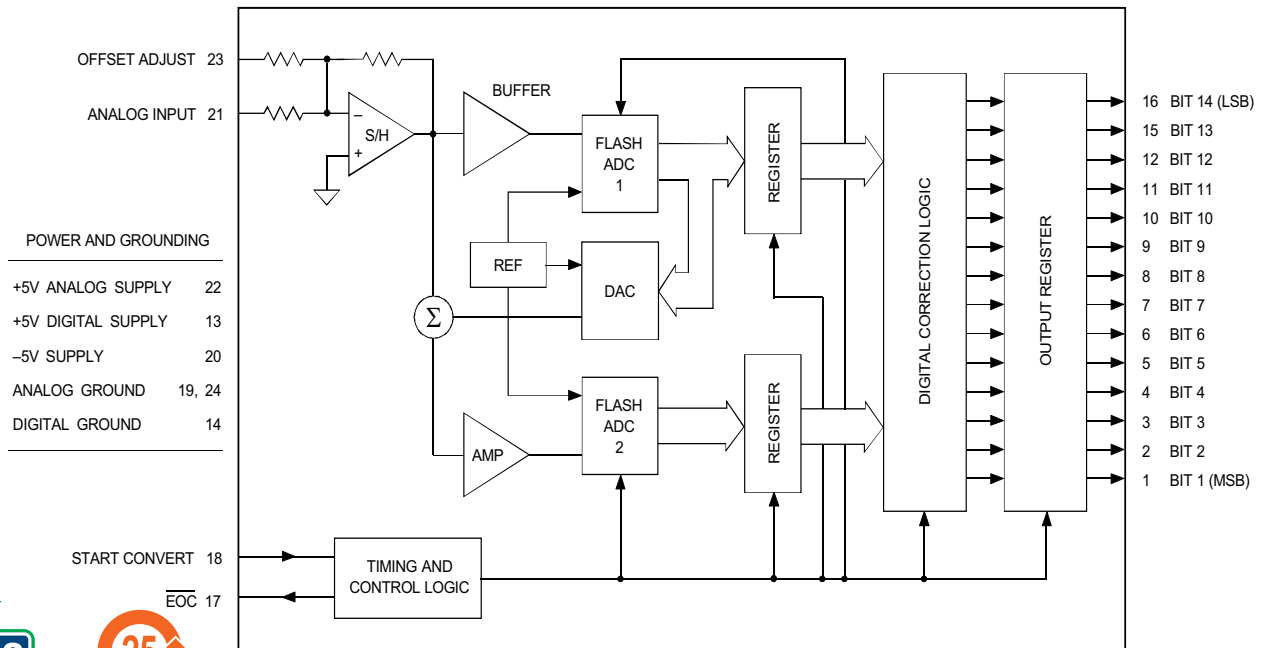 OFFSET ADJUST 23
ANALOG INPUT 21
BUFFER
–
S/H
+
FLASH
ADC
1
REGISTER
REF
DAC
Σ
FLASH
ADC
2
REGISTER
AMP
DIGITAL CORRECTION LOGIC
OUTPUT REGISTER
16 BIT 14 (LSB)
15 BIT 13
12 BIT 12
11 BIT 11
10 BIT 10
9 BIT 9
8 BIT 8
7 BIT 7
6 BIT 6
5 BIT 5
4 BIT 4
3 BIT 3
2 BIT 2
1 BIT 1 (MSB)
POWER AND GROUNDING
+5V ANALOG SUPPLY 22
+5V DIGITAL SUPPLY 13
–5V SUPPLY 20
ANALOG GROUND 19, 24
DIGITAL GROUND 14
START CONVERT 18
EOC 17
TIMING AND
CONTROL LOGIC